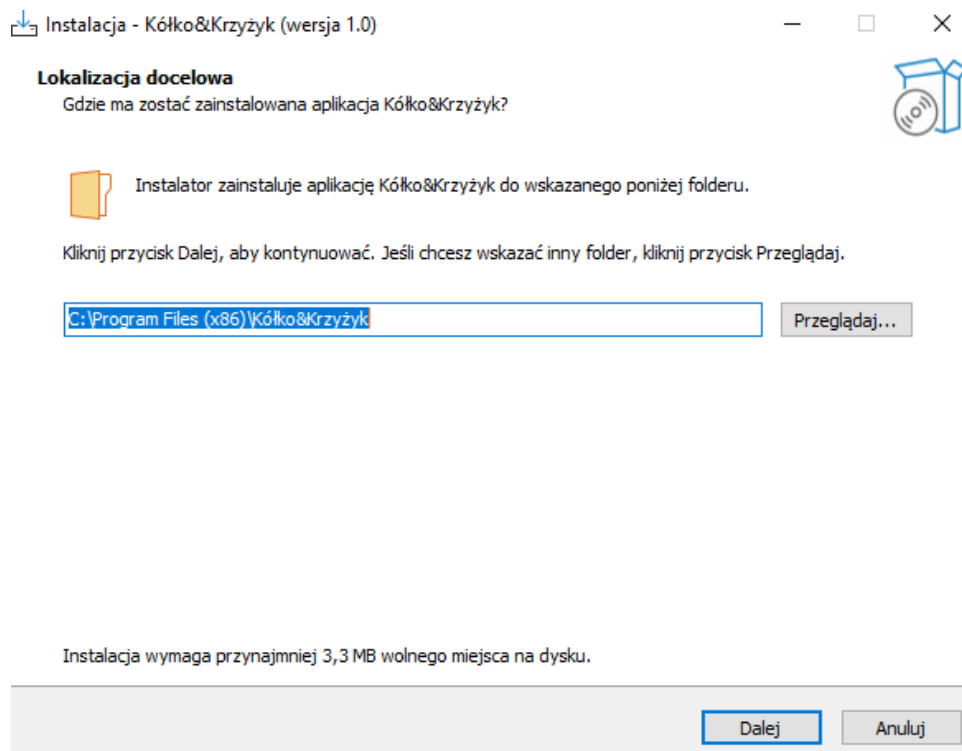 Instalacja - Kółko&Krzyżyk (wersja 1.0)
Lokalizacja docelowa
Gdzie ma zostać zainstalowana aplikacja Kółko&Krzyżyk?
Instalator zainstaluje aplikację Kółko&Krzyżyk do wskazanego poniżej folderu.
Kliknij przycisk Dalej, aby kontynuować. Jeśli chcesz wskazać inny folder, kliknij przycisk Przeglądaj.
C:\Program Files (x86)\Kółko&Krzyżyk
Przeglądaj...
Instalacja wymaga przynajmniej 3,3 MB wolnego miejsca na dysku.
Dalej
Anuluj